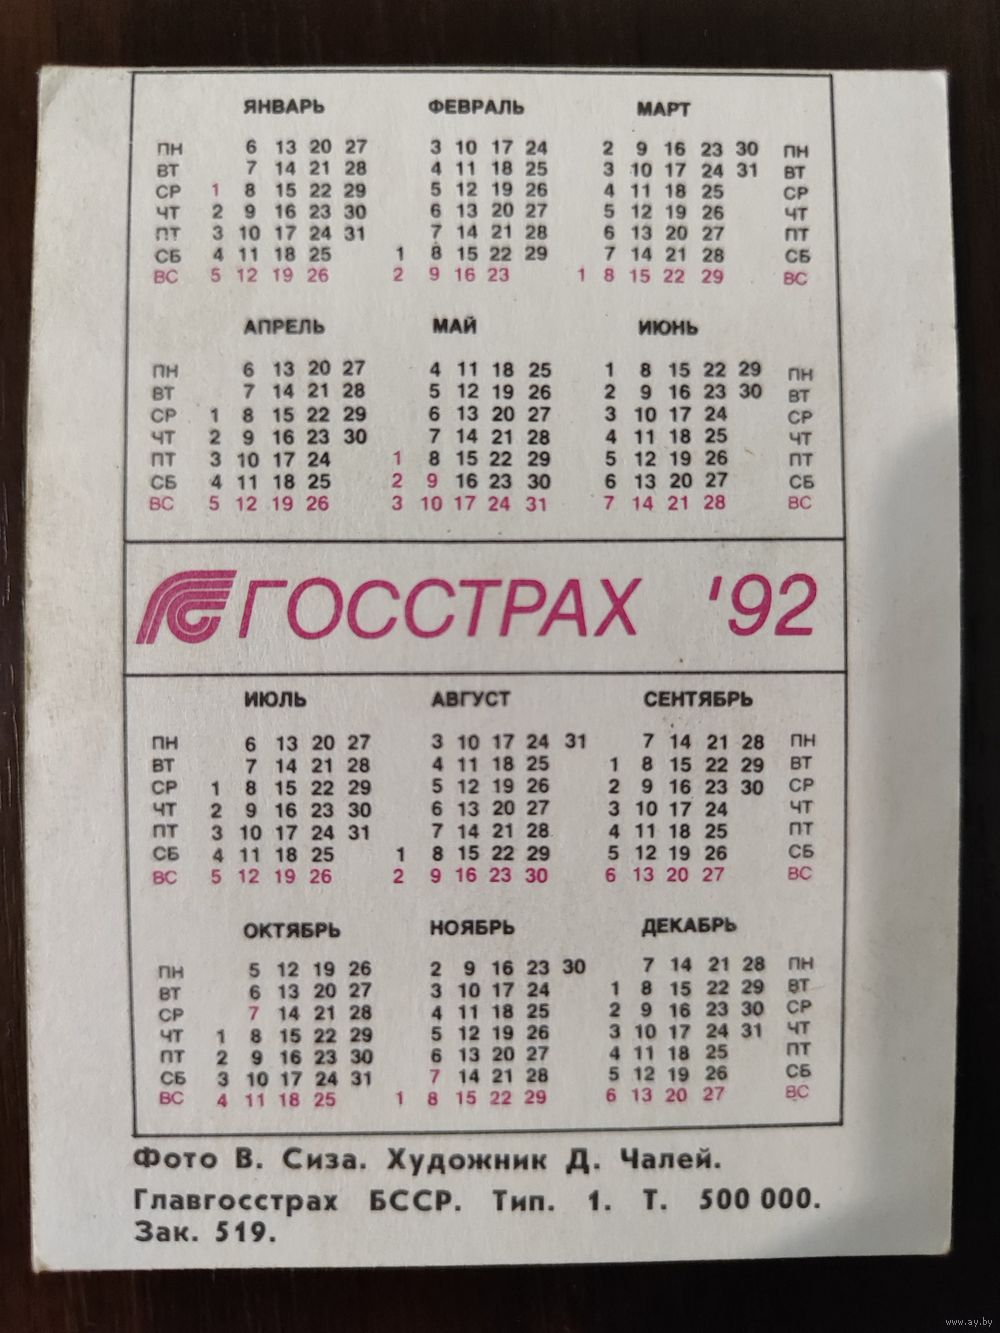 ЯНВАРЬ ФЕВРАЛЬ МАРТ
ПН 6 13 20 27 3 10 17 24 2 9 16 23 30 ПН
ВТ 7 14 21 28 4 11 18 25 3 10 17 24 31 ВТ
СР 1 8 15 22 29 5 12 19 26 4 11 18 25 СР
ЧТ 2 9 16 23 30 6 13 20 27 5 12 19 26 ЧТ
ПТ 3 10 17 24 31 7 14 21 28 6 13 20 27 ПТ
СБ 4 11 18 25 1 8 15 22 29 7 14 21 28 СБ
ВС 5 12 19 26 2 9 16 23 1 8 15 22 29 ВС
АПРЕЛЬ МАЙ ИЮНЬ
ПН 6 13 20 27 4 11 18 25 1 8 15 22 29 ПН
ВТ 7 14 21 28 5 12 19 26 2 9 16 23 30 ВТ
СР 1 8 15 22 29 6 13 20 27 3 10 17 24 СР
ЧТ 2 9 16 23 30 7 14 21 28 4 11 18 25 ЧТ
ПТ 3 10 17 24 1 8 15 22 29 5 12 19 26 ПТ
СБ 4 11 18 25 2 9 16 23 30 6 13 20 27 СБ
ВС 5 12 19 26 3 10 17 24 31 7 14 21 28 ВС
ГОССТРАХ '92
ИЮЛЬ АВГУСТ СЕНТЯБРЬ
ПН 6 13 20 27 3 10 17 24 31 7 14 21 28 ПН
ВТ 7 14 21 28 4 11 18 25 1 8 15 22 29 ВТ
СР 1 8 15 22 29 5 12 19 26 2 9 16 23 30 СР
ЧТ 2 9 16 23 30 6 13 20 27 3 10 17 24 ЧТ
ПТ 3 10 17 24 31 7 14 21 28 4 11 18 25 ПТ
СБ 4 11 18 25 1 8 15 22 29 5 12 19 26 СБ
ВС 5 12 19 26 2 9 16 23 30 6 13 20 27 ВС
ОКТЯБРЬ НОЯБРЬ ДЕКАБРЬ
ПН 5 12 19 26 2 9 16 23 30 7 14 21 28 ПН
ВТ 6 13 20 27 3 10 17 24 1 8 15 22 29 ВТ
СР 7 14 21 28 4 11 18 25 2 9 16 23 30 СР
ЧТ 1 8 15 22 29 5 12 19 26 3 10 17 24 31 ЧТ
ПТ 2 9 16 23 30 6 13 20 27 4 11 18 25 ПТ
СБ 3 10 17 24 31 7 14 21 28 5 12 19 26 СБ
ВС 4 11 18 25 1 8 15 22 29 6 13 20 27 ВС
Фото В. Сиза. Художник Д. Чалей.
Главгосстрах БССР. Тип. 1. Т. 500 000.
Зак. 519.
www.ay.by